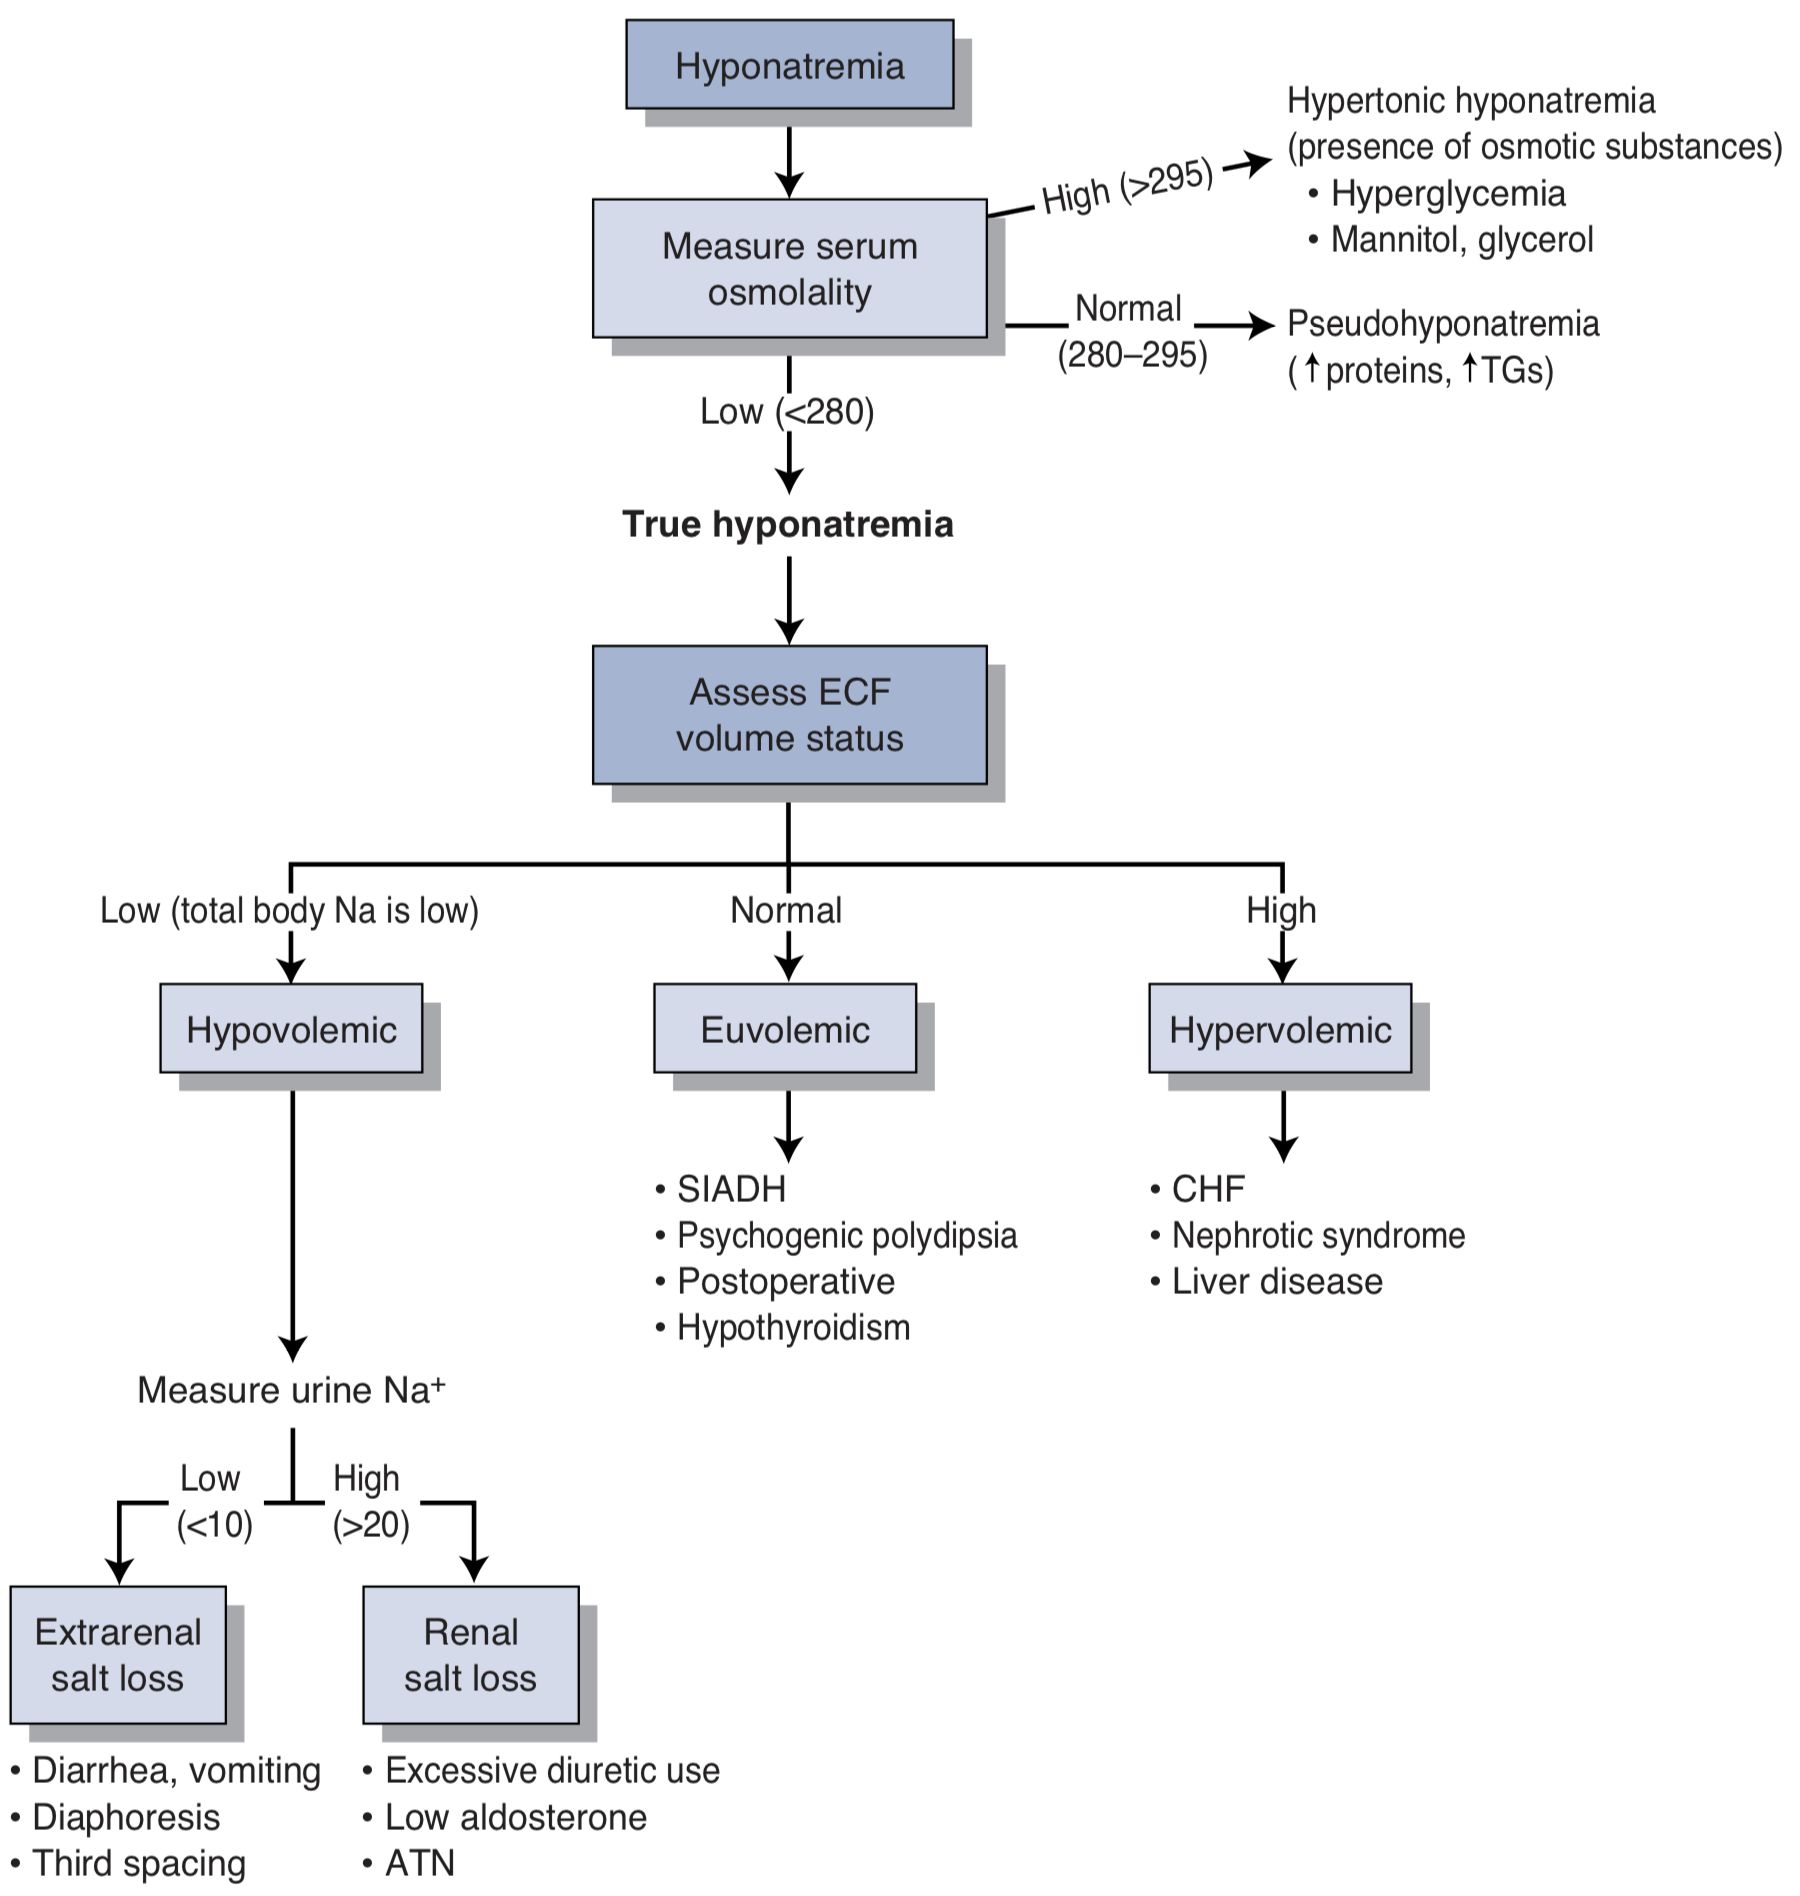 Hyponatremia
Measure serum
osmolality
High (>295)
Hypertonic hyponatremia
(presence of osmotic substances)
• Hyperglycemia
• Mannitol, glycerol
Normal
(280–295)
Pseudohyponatremia
(↑proteins, ↑TGs)
Low (<280)
True hyponatremia
Assess ECF
volume status
Low (total body Na is low)
Normal
High
Hypovolemic
Euvolemic
Hypervolemic
• SIADH
• Psychogenic polydipsia
• Postoperative
• Hypothyroidism
• CHF
• Nephrotic syndrome
• Liver disease
Measure urine Na⁺
Low
(<10)
High
(>20)
Extrarenal
salt loss
Renal
salt loss
• Diarrhea, vomiting
• Diaphoresis
• Third spacing
• Excessive diuretic use
• Low aldosterone
• ATN